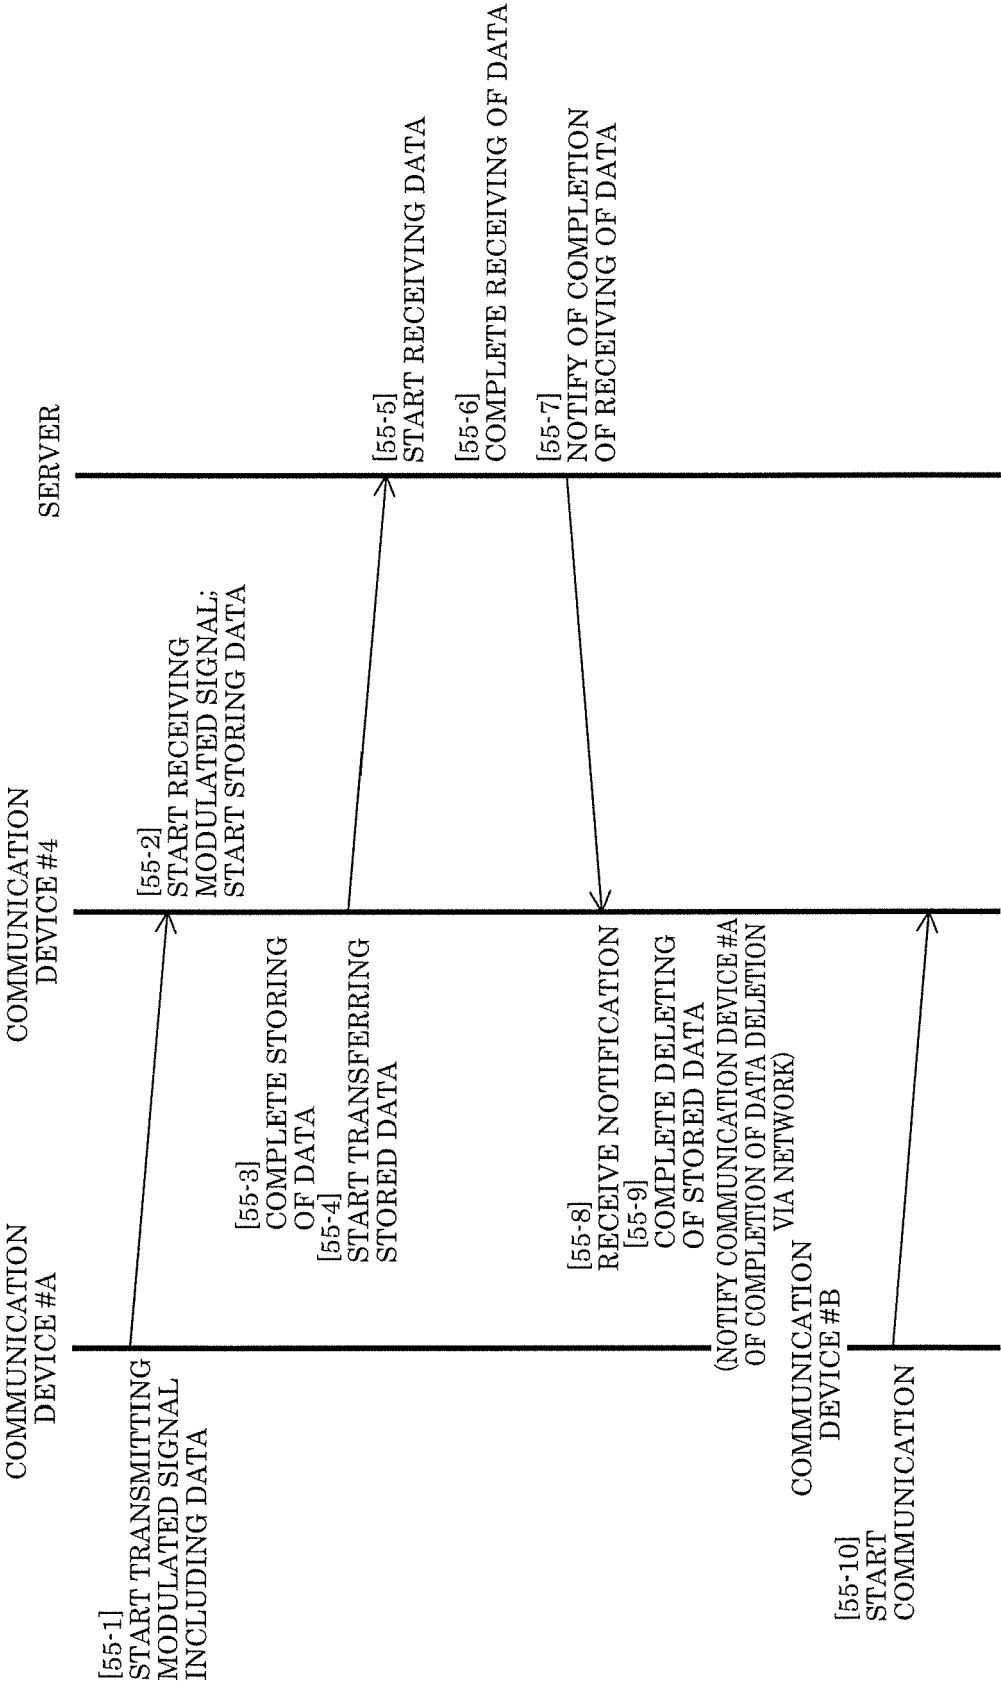 COMMUNICATION
DEVICE #A
COMMUNICATION
DEVICE #4
SERVER
[55-1]
START TRANSMITTING
MODULATED SIGNAL
INCLUDING DATA
[55-2]
START RECEIVING
MODULATED SIGNAL;
START STORING DATA
[55-3]
COMPLETE STORING
OF DATA
[55-4]
START TRANSFERRING
STORED DATA
[55-5]
START RECEIVING DATA
[55-6]
COMPLETE RECEIVING OF DATA
[55-7]
NOTIFY OF COMPLETION
OF RECEIVING OF DATA
[55-8]
RECEIVE NOTIFICATION
[55-9]
COMPLETE DELETING
OF STORED DATA
(NOTIFY COMMUNICATION DEVICE #A
OF COMPLETION OF DATA DELETION
VIA NETWORK)
COMMUNICATION
DEVICE #B
[55-10]
START
COMMUNICATION